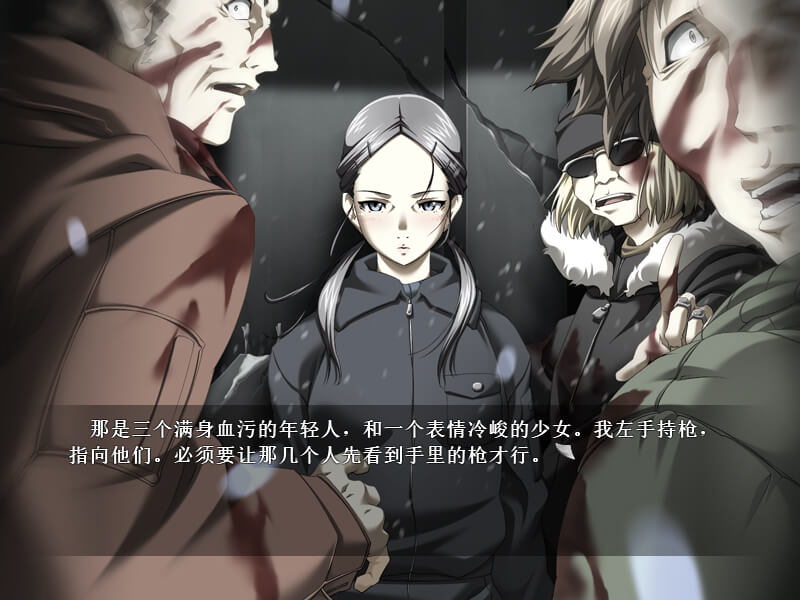 那是三个满身血污的年轻人，和一个表情冷峻的少女。我左手持枪，
指向他们。必须要让那几个人先看到手里的枪才行。